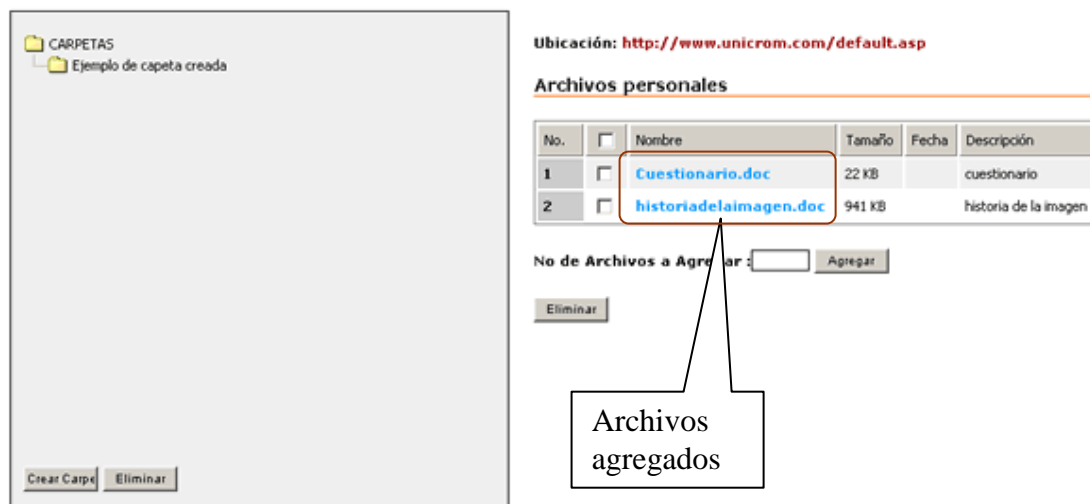 CARPETAS
Ejemplo de capeta creada
Crear Carpe Eliminar
Ubicación: http://www.unicrom.com/default.asp
Archivos personales
No. Nombre Tamaño Fecha Descripción
1 Cuestionario.doc 22 KB cuestionario
2 historiadelaimagen.doc 941 KB historia de la imagen
No de Archivos a Agregar : Agregar
Eliminar
Archivos
agregados